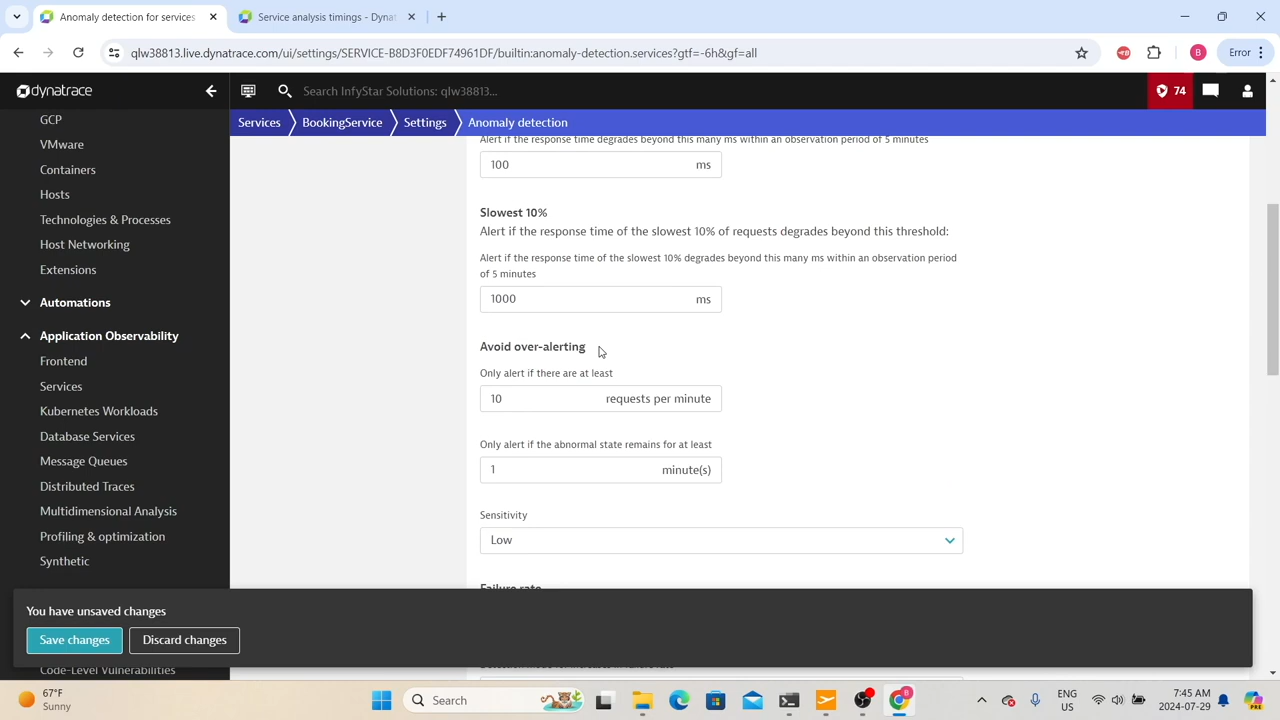 Anomaly detection for services
Service analysis timings - Dynat
qlw38813.live.dynatrace.com/ui/settings/SERVICE-B8D3F0EDF74961DF/builtin:anomaly-detection.services?gtf=-6h&gf=all
B
Error
dynatrace
Search InfyStar Solutions: qlw38813...
74
Services
BookingService
Settings
Anomaly detection
GCP
VMware
Containers
Hosts
Technologies & Processes
Host Networking
Extensions
Automations
Application Observability
Frontend
Services
Kubernetes Workloads
Database Services
Message Queues
Distributed Traces
Multidimensional Analysis
Profiling & optimization
Synthetic
Code-Level Vulnerabilities
Alert if the response time degrades beyond this many ms within an observation period of 5 minutes
100 ms
Slowest 10%
Alert if the response time of the slowest 10% of requests degrades beyond this threshold:
Alert if the response time of the slowest 10% degrades beyond this many ms within an observation period
of 5 minutes
1000 ms
Avoid over-alerting
Only alert if there are at least
10 requests per minute
Only alert if the abnormal state remains for at least
1 minute(s)
Sensitivity
Low
Failure rate
You have unsaved changes
Save changes
Discard changes
67°F
Sunny
Search
ENG
US
7:45 AM
2024-07-29